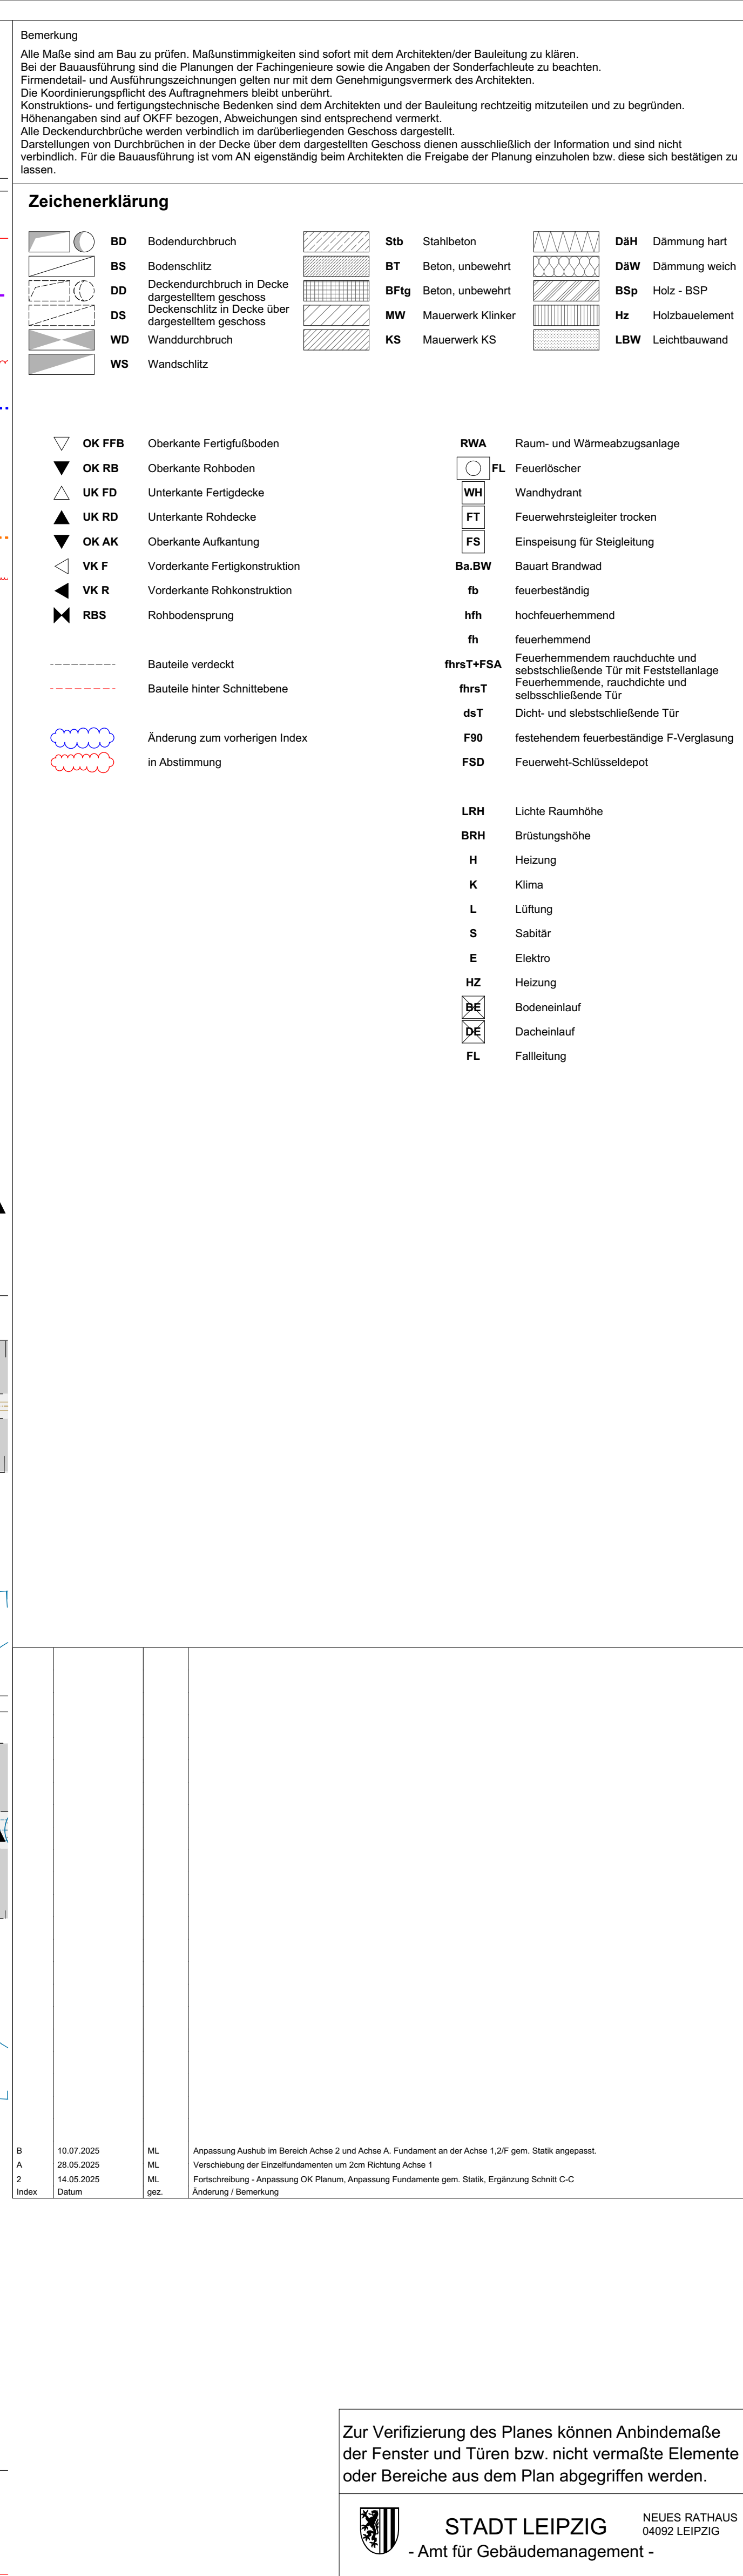 Bemerkung
Alle Maße sind am Bau zu prüfen. Maßunstimmigkeiten sind sofort mit dem Architekten/der Bauleitung zu klären.
Bei der Bauausführung sind die Planungen der Fachingenieure sowie die Angaben der Sonderfachleute zu beachten.
Firmendetail- und Ausführungszeichnungen gelten nur mit dem Genehmigungsvermerk des Architekten.
Die Koordinierungspflicht des Auftragnehmers bleibt unberührt.
Konstruktions- und fertigungstechnische Bedenken sind dem Architekten und der Bauleitung rechtzeitig mitzuteilen und zu begründen.
Höhenangaben sind auf OKFF bezogen, Abweichungen sind entsprechend vermerkt.
Alle Deckendurchbrüche werden verbindlich im darüberliegenden Geschoss dargestellt.
Darstellungen von Durchbrüchen in der Decke über dem dargestellten Geschoss dienen ausschließlich der Information und sind nicht
verbindlich. Für die Bauausführung ist vom AN eigenständig beim Architekten die Freigabe der Planung einzuholen bzw. diese sich bestätigen zu
lassen.
Zeichenerklärung
BD Bodendurchbruch
BS Bodenschlitz
DD Deckendurchbruch in Decke
dargestelltem geschoss
DS Deckenschlitz in Decke über
dargestelltem geschoss
WD Wanddurchbruch
WS Wandschlitz
Stb Stahlbeton
BT Beton, unbewehrt
BFtg Beton, unbewehrt
MW Mauerwerk Klinker
KS Mauerwerk KS
DäH Dämmung hart
DäW Dämmung weich
BSp Holz - BSP
Hz Holzbauelement
LBW Leichtbauwand
OK FFB Oberkante Fertigfußboden
OK RB Oberkante Rohboden
UK FD Unterkante Fertigdecke
UK RD Unterkante Rohdecke
OK AK Oberkante Aufkantung
VK F Vorderkante Fertigkonstruktion
VK R Vorderkante Rohkonstruktion
RBS Rohbodensprung
Bauteile verdeckt
Bauteile hinter Schnittebene
Änderung zum vorherigen Index
in Abstimmung
RWA Raum- und Wärmeabzugsanlage
FL Feuerlöscher
WH Wandhydrant
FT Feuerwehrsteigleiter trocken
FS Einspeisung für Steigleitung
Ba.BW Bauart Brandwad
fb feuerbeständig
hfh hochfeuerhemmend
fh feuerhemmend
fhrsT+FSA Feuerhemmendem rauchduchte und
sebstschließende Tür mit Feststellanlage
fhrsT Feuerhemmende, rauchdichte und
selbsschließende Tür
dsT Dicht- und slebstschließende Tür
F90 festehendem feuerbeständige F-Verglasung
FSD Feuerweht-Schlüsseldepot
LRH Lichte Raumhöhe
BRH Brüstungshöhe
H Heizung
K Klima
L Lüftung
S Sabitär
E Elektro
HZ Heizung
BE Bodeneinlauf
DE Dacheinlauf
FL Fallleitung
B 10.07.2025 ML Anpassung Aushub im Bereich Achse 2 und Achse A. Fundament an der Achse 1,2/F gem. Statik angepasst.
A 28.05.2025 ML Verschiebung der Einzelfundamenten um 2cm Richtung Achse 1
2 14.05.2025 ML Fortschreibung - Anpassung OK Planum, Anpassung Fundamente gem. Statik, Ergänzung Schnitt C-C
Index Datum gez. Änderung / Bemerkung
Zur Verifizierung des Planes können Anbindemaße
der Fenster und Türen bzw. nicht vermaßte Elemente
oder Bereiche aus dem Plan abgegriffen werden.
STADT LEIPZIG
NEUES RATHAUS
04092 LEIPZIG
- Amt für Gebäudemanagement -